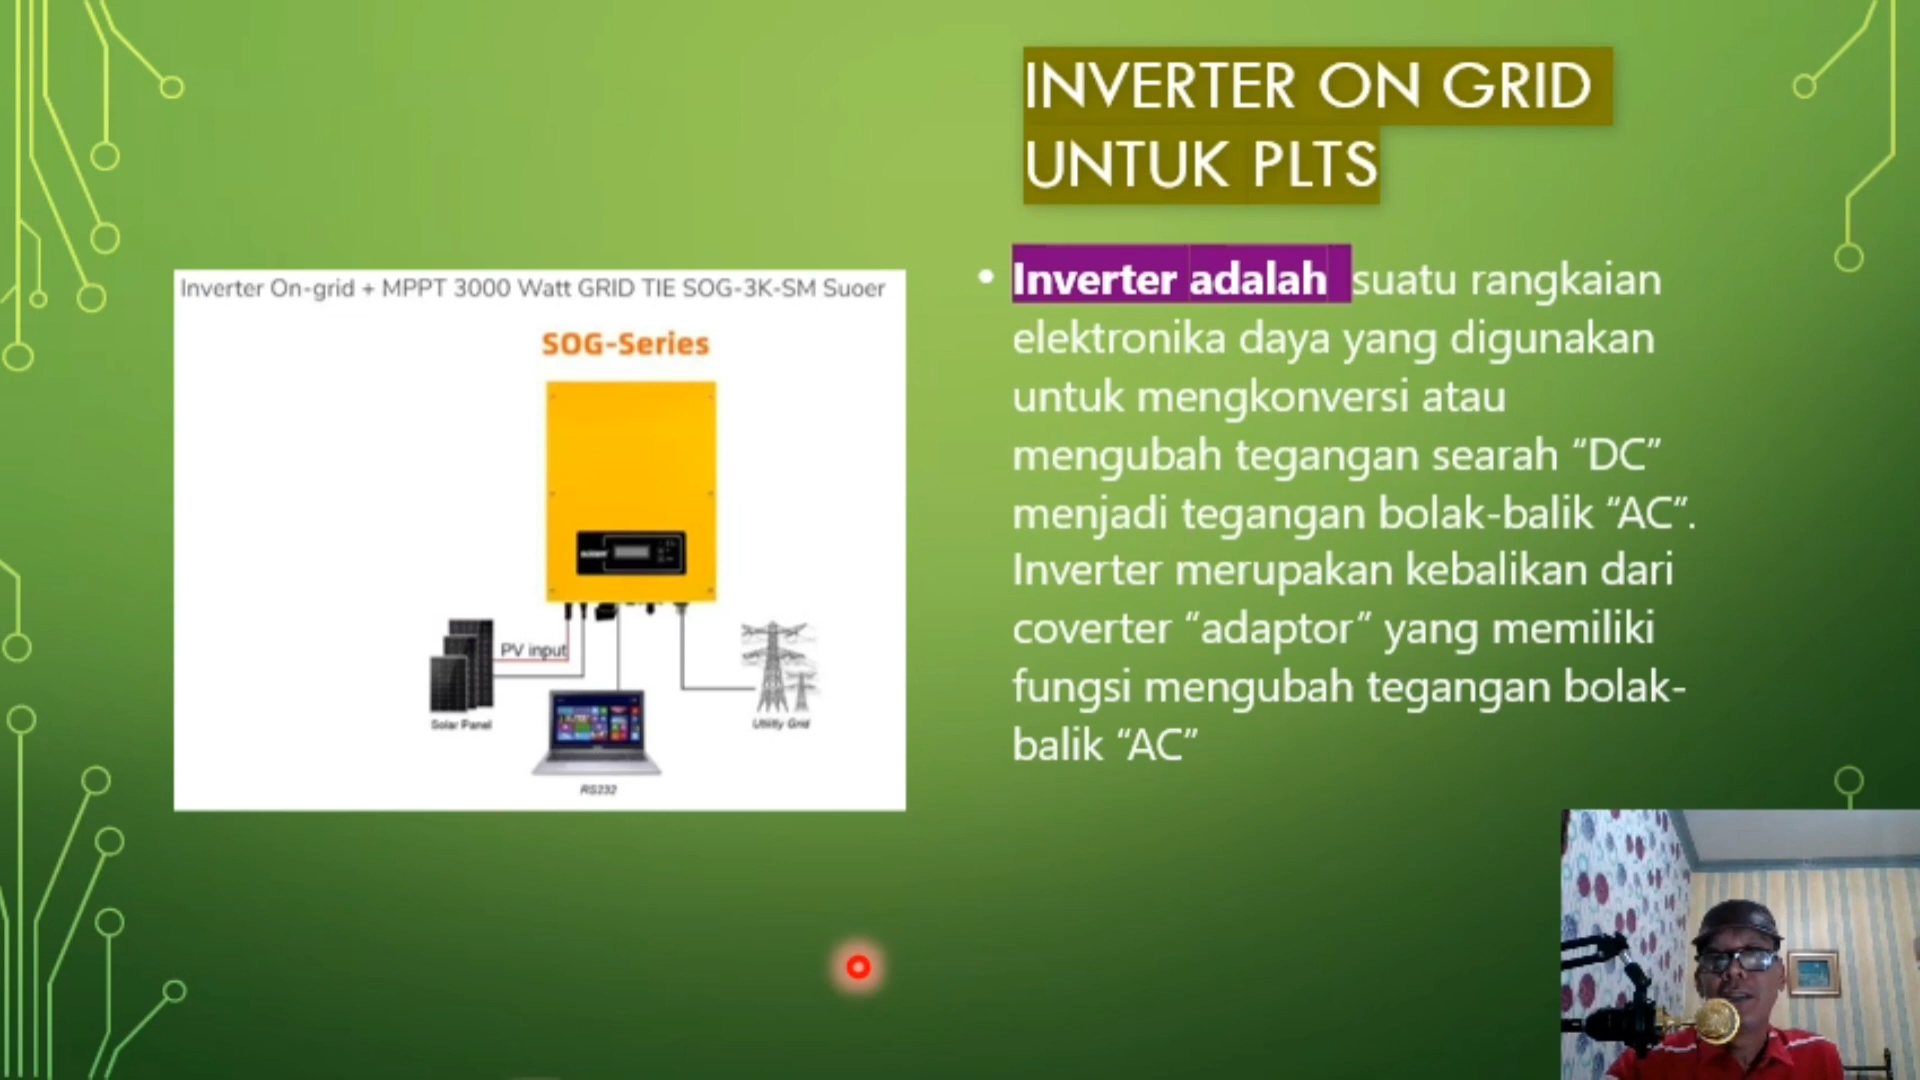 INVERTER ON GRID
UNTUK PLTS
Inverter On-grid + MPPT 3000 Watt GRID TIE SOG-3K-SM Suoer
SOG-Series
PV input
Solar Panel
Utility Grid
RS232
• Inverter adalah suatu rangkaian
elektronika daya yang digunakan
untuk mengkonversi atau
mengubah tegangan searah “DC”
menjadi tegangan bolak-balik “AC”.
Inverter merupakan kebalikan dari
coverter “adaptor” yang memiliki
fungsi mengubah tegangan bolak-
balik “AC”